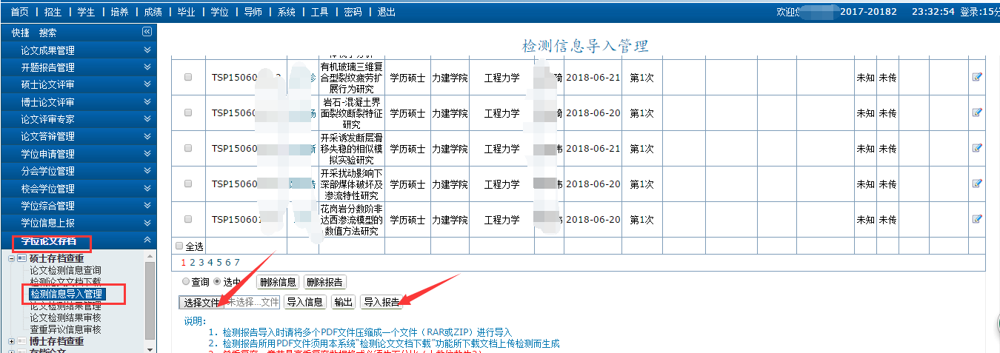 首页 | 招生 | 学生 | 培养 | 成绩 | 毕业 | 学位 | 导师 | 系统 | 工具 | 密码 | 退出
欢迎您 2017-20182 23:32:54 登录:15分
快捷 搜索
论文成果管理
开题报告管理
硕士论文评审
博士论文评审
论文评审专家
论文答辩管理
学位申请管理
分会学位管理
校会学位管理
学位综合管理
学位信息上报
学位论文存档
硕士存档查重
论文检测信息查询
检测论文文档下载
检测信息导入管理
论文检测结果管理
论文检测结果审核
查重异议信息审核
博士存档查重
存档论文
检测信息导入管理
有机玻璃三维复
TSP15060 合型裂纹疲劳扩 学历硕士 力建学院 工程力学 2018-06-21 第1次 未知 未传
展行为研究
岩石-混凝土界
TSP15060 面裂纹断裂特征 学历硕士 力建学院 工程力学 2018-06-20 第1次 未知 未传
研究
开采诱发断层滑
TSP15060 移失稳的相似模 学历硕士 力建学院 工程力学 2018-06-21 第1次 未知 未传
拟实验研究
开采扰动影响下
TSP15060 深部煤体破坏及 学历硕士 力建学院 工程力学 2018-06-20 第1次 未知 未传
渗流特性研究
花岗岩分数阶非
TSP150601 达西渗流模型的 学历硕士 力建学院 工程力学 2018-06-20 第1次 未知 未传
数值方法研究
全选
1 2 3 4 5 6 7
查询 选中 删除信息 删除报告
选择文件 未选择...文件 导入信息 输出 导入报告
说明:
1. 检测报告导入时请将多个PDF文件压缩成一个文件（RAR或ZIP）进行导入
2. 检测报告所用PDF文件须用本系统“检测论文文档下载”功能所下载文档上传检测而生成